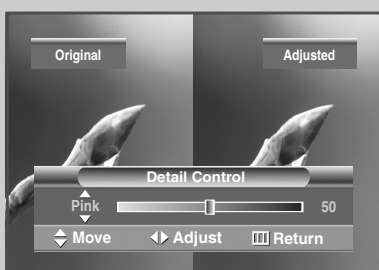 Original Adjusted
Detail Control
Pink 50
Move Adjust Return